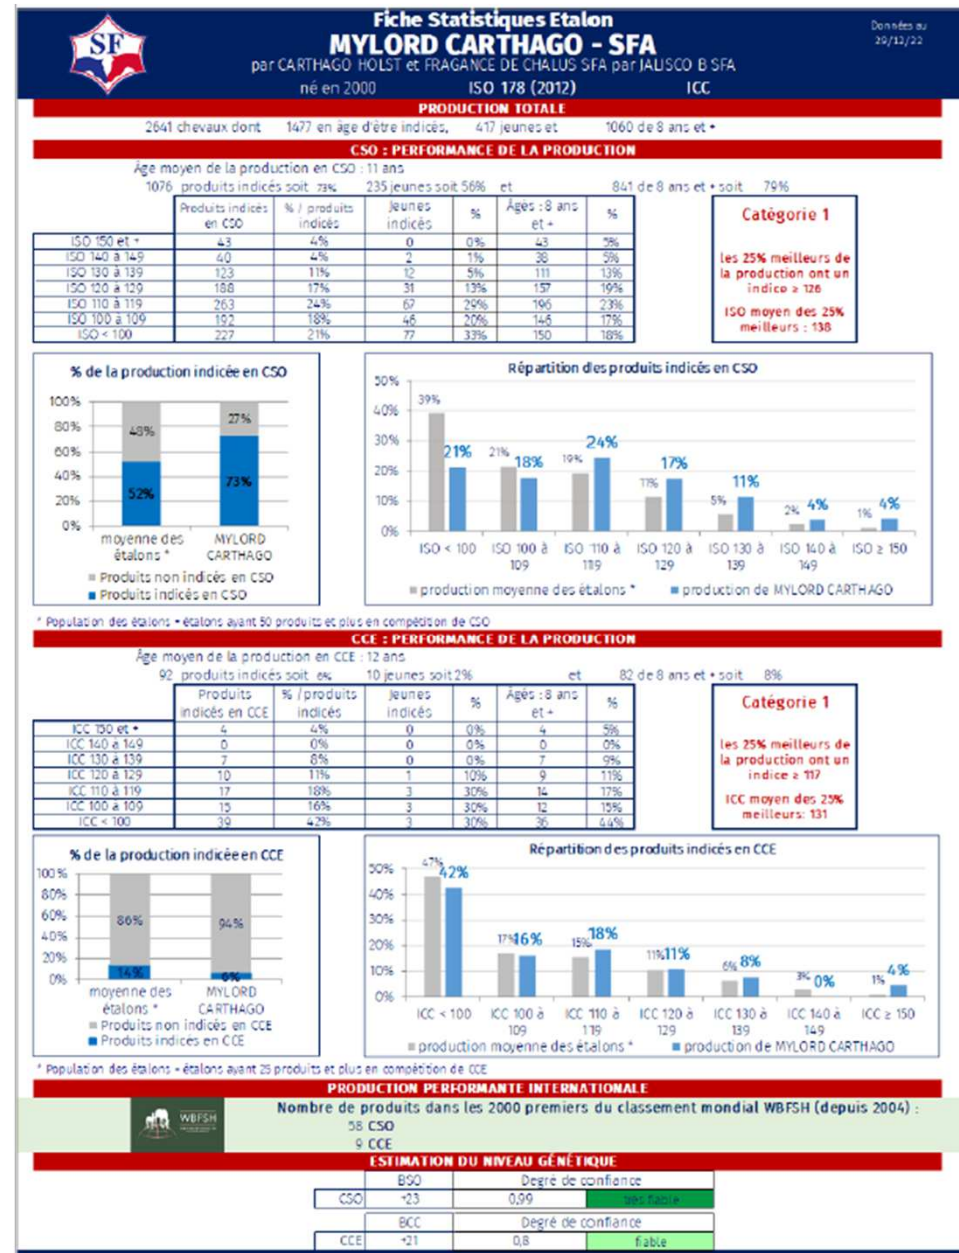 Fiche Statistiques Etalon
Données au
29/12/22
SF
MYLORD CARTHAGO - SFA
par CARTHAGO HOLST et FRAGANCE DE CHALUS SFA par JALISCO B SFA
né en 2000 ISO 178 (2012) ICC
PRODUCTION TOTALE
2641 chevaux dont 1477 en âge d'être indicés, 417 jeunes et 1060 de 8 ans et +
CSO : PERFORMANCE DE LA PRODUCTION
Âge moyen de la production en CSO : 11 ans
1076 produits indicés soit 73% 235 jeunes soit 56% et 841 de 8 ans et + soit 79%
Produits indicés en CSO % / produits indicés Jeunes indicés % Âgés : 8 ans et + %
ISO 150 et + 43 4% 0 0% 43 5%
ISO 140 à 149 40 4% 2 1% 38 5%
ISO 130 à 139 123 11% 12 5% 111 13%
ISO 120 à 129 188 17% 31 13% 157 19%
ISO 110 à 119 263 24% 67 29% 196 23%
ISO 100 à 109 192 18% 46 20% 146 17%
ISO < 100 227 21% 77 33% 150 18%
Catégorie 1
les 25% meilleurs de
la production ont un
indice ≥ 126
ISO moyen des 25%
meilleurs : 138
% de la production indicée en CSO
100%
80%
60%
40%
20%
0%
48% 27%
52% 73%
moyenne des étalons * MYLORD CARTHAGO
Produits non indicés en CSO
Produits indicés en CSO
Répartition des produits indicés en CSO
50%
40%
30%
20%
10%
0%
39% 21% 21% 18% 19% 24% 11% 17% 5% 11% 2% 4% 1% 4%
ISO < 100 ISO 100 à 109 ISO 110 à 119 ISO 120 à 129 ISO 130 à 139 ISO 140 à 149 ISO ≥ 150
production moyenne des étalons * production de MYLORD CARTHAGO
* Population des étalons = étalons ayant 50 produits et plus en compétition de CSO
CCE : PERFORMANCE DE LA PRODUCTION
Âge moyen de la production en CCE : 12 ans
92 produits indicés soit 6% 10 jeunes soit 2% et 82 de 8 ans et + soit 8%
Produits indicés en CCE % / produits indicés Jeunes indicés % Âgés : 8 ans et + %
ICC 150 et + 4 4% 0 0% 4 5%
ICC 140 à 149 0 0% 0 0% 0 0%
ICC 130 à 139 7 8% 0 0% 7 9%
ICC 120 à 129 10 11% 1 10% 9 11%
ICC 110 à 119 17 18% 3 30% 14 17%
ICC 100 à 109 15 16% 3 30% 12 15%
ICC < 100 39 42% 3 30% 36 44%
Catégorie 1
les 25% meilleurs de
la production ont un
indice ≥ 117
ICC moyen des 25%
meilleurs: 131
% de la production indicée en CCE
100%
80%
60%
40%
20%
0%
86% 94%
14% 6%
moyenne des étalons * MYLORD CARTHAGO
Produits non indicés en CCE
Produits indicés en CCE
Répartition des produits indicés en CCE
50%
40%
30%
20%
10%
0%
47% 42% 17% 16% 15% 18% 11% 11% 6% 8% 3% 0% 1% 4%
ICC < 100 ICC 100 à 109 ICC 110 à 119 ICC 120 à 129 ICC 130 à 139 ICC 140 à 149 ICC ≥ 150
production moyenne des étalons * production de MYLORD CARTHAGO
* Population des étalons = étalons ayant 25 produits et plus en compétition de CCE
PRODUCTION PERFORMANTE INTERNATIONALE
WBFSH
Nombre de produits dans les 2000 premiers du classement mondial WBFSH (depuis 2004) :
58 CSO
9 CCE
ESTIMATION DU NIVEAU GÉNÉTIQUE
BSO Degré de confiance
CSO +23 0,99 très fiable
BCC Degré de confiance
CCE +21 0,8 fiable